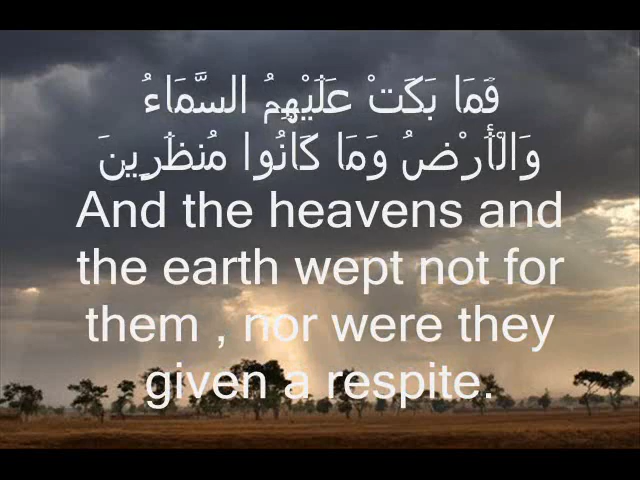 فَمَا بَكَتْ عَلَيْهِمُ السَّمَاءُ
وَالْأَرْضُ وَمَا كَانُوا مُنظَرِينَ
And the heavens and
the earth wept not for
them , nor were they
given a respite.